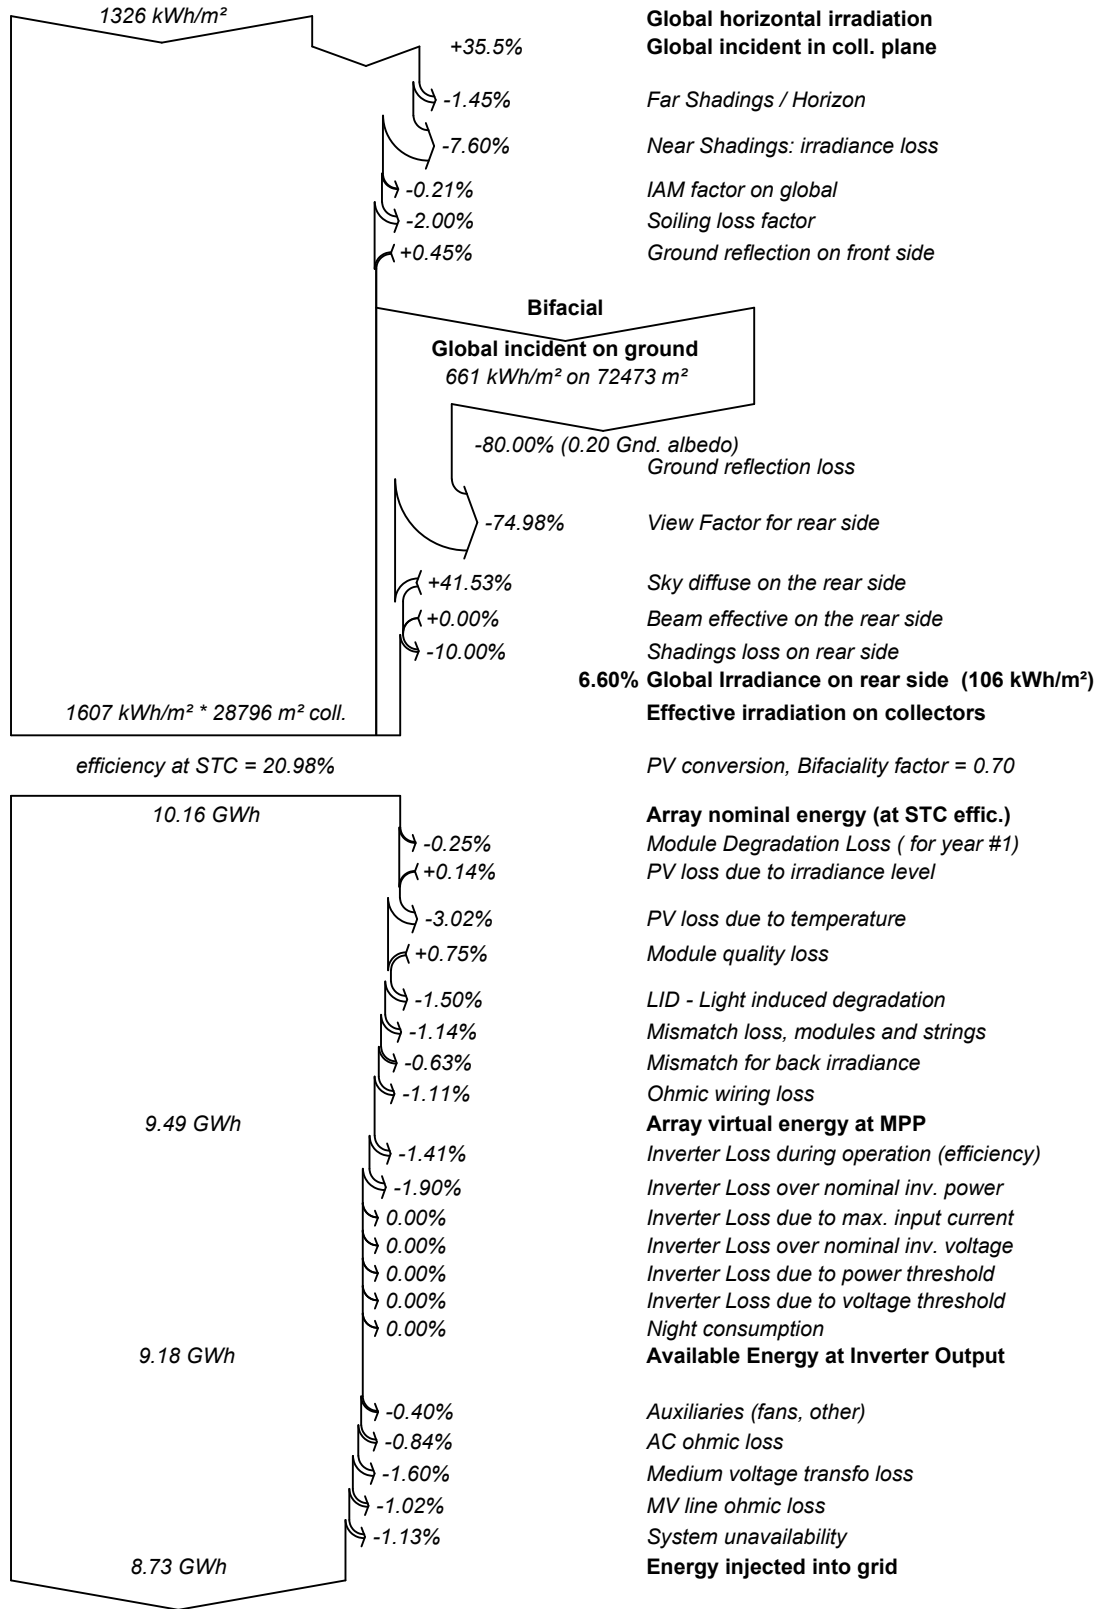 1326 kWh/m² Global horizontal irradiation
+35.5% Global incident in coll. plane
-1.45% Far Shadings / Horizon
-7.60% Near Shadings: irradiance loss
-0.21% IAM factor on global
-2.00% Soiling loss factor
+0.45% Ground reflection on front side
Bifacial
Global incident on ground
661 kWh/m² on 72473 m²
-80.00% (0.20 Gnd. albedo)
Ground reflection loss
-74.98% View Factor for rear side
+41.53% Sky diffuse on the rear side
+0.00% Beam effective on the rear side
-10.00% Shadings loss on rear side
6.60% Global Irradiance on rear side (106 kWh/m²)
1607 kWh/m² * 28796 m² coll. Effective irradiation on collectors
efficiency at STC = 20.98% PV conversion, Bifaciality factor = 0.70
10.16 GWh Array nominal energy (at STC effic.)
-0.25% Module Degradation Loss ( for year #1)
+0.14% PV loss due to irradiance level
-3.02% PV loss due to temperature
+0.75% Module quality loss
-1.50% LID - Light induced degradation
-1.14% Mismatch loss, modules and strings
-0.63% Mismatch for back irradiance
-1.11% Ohmic wiring loss
9.49 GWh Array virtual energy at MPP
-1.41% Inverter Loss during operation (efficiency)
-1.90% Inverter Loss over nominal inv. power
0.00% Inverter Loss due to max. input current
0.00% Inverter Loss over nominal inv. voltage
0.00% Inverter Loss due to power threshold
0.00% Inverter Loss due to voltage threshold
0.00% Night consumption
9.18 GWh Available Energy at Inverter Output
-0.40% Auxiliaries (fans, other)
-0.84% AC ohmic loss
-1.60% Medium voltage transfo loss
-1.02% MV line ohmic loss
-1.13% System unavailability
8.73 GWh Energy injected into grid